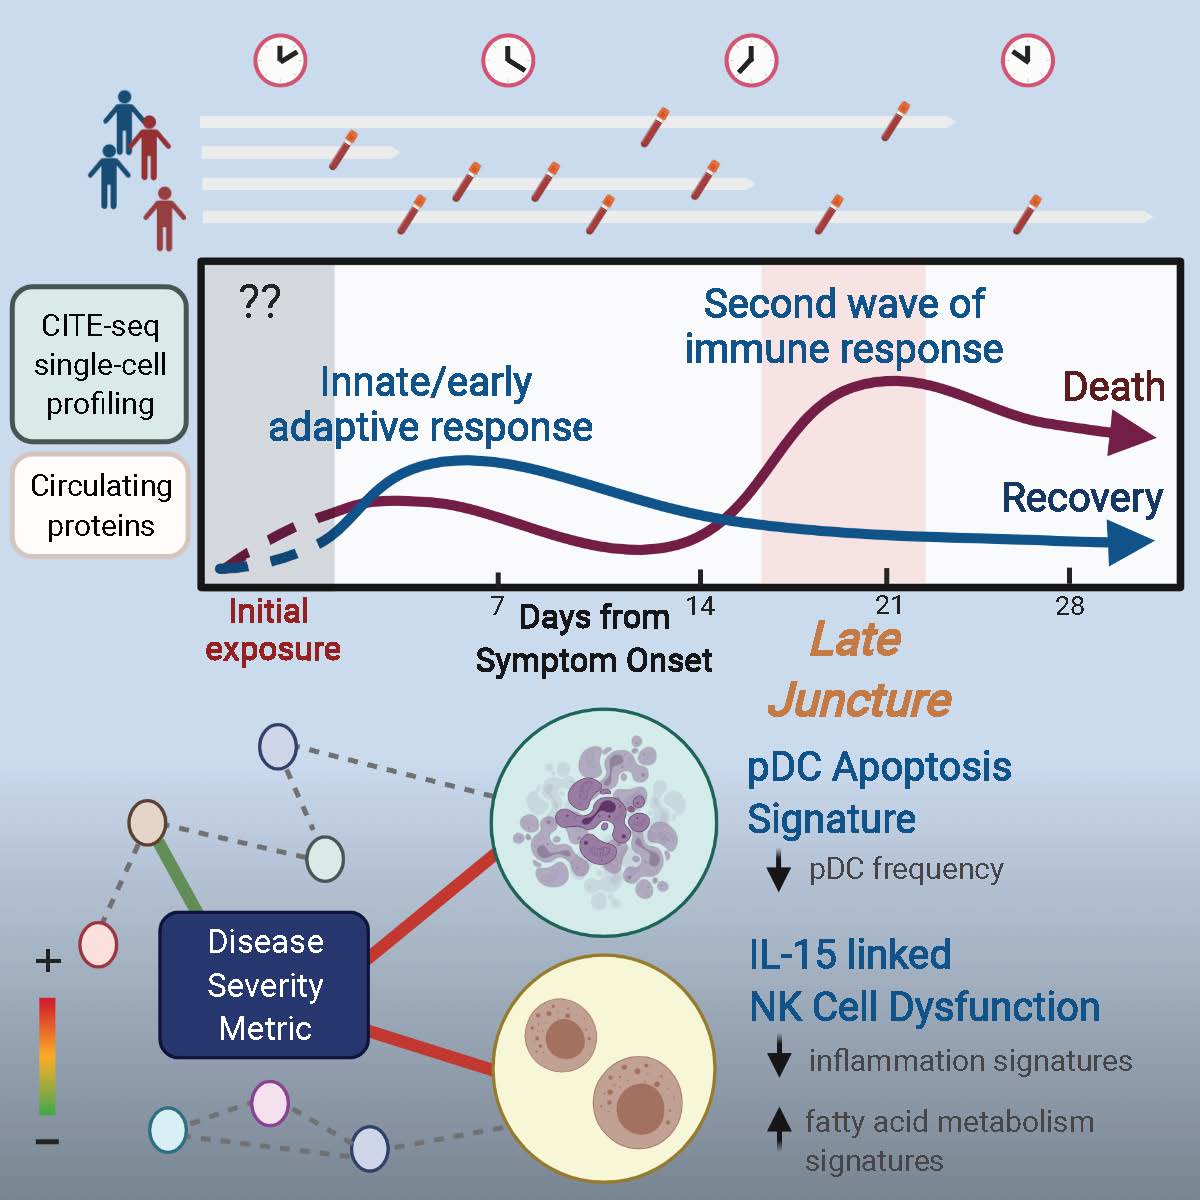 ??
CITE-seq
single-cell
profiling
Circulating
proteins
Innate/early
adaptive response
Second wave of
immune response
Death
Recovery
7
14
21
28
Initial
exposure
Days from
Symptom Onset
Late
Juncture
pDC Apoptosis
Signature
pDC frequency
Disease
Severity
Metric
+
−
IL-15 linked
NK Cell Dysfunction
inflammation signatures
fatty acid metabolism
signatures